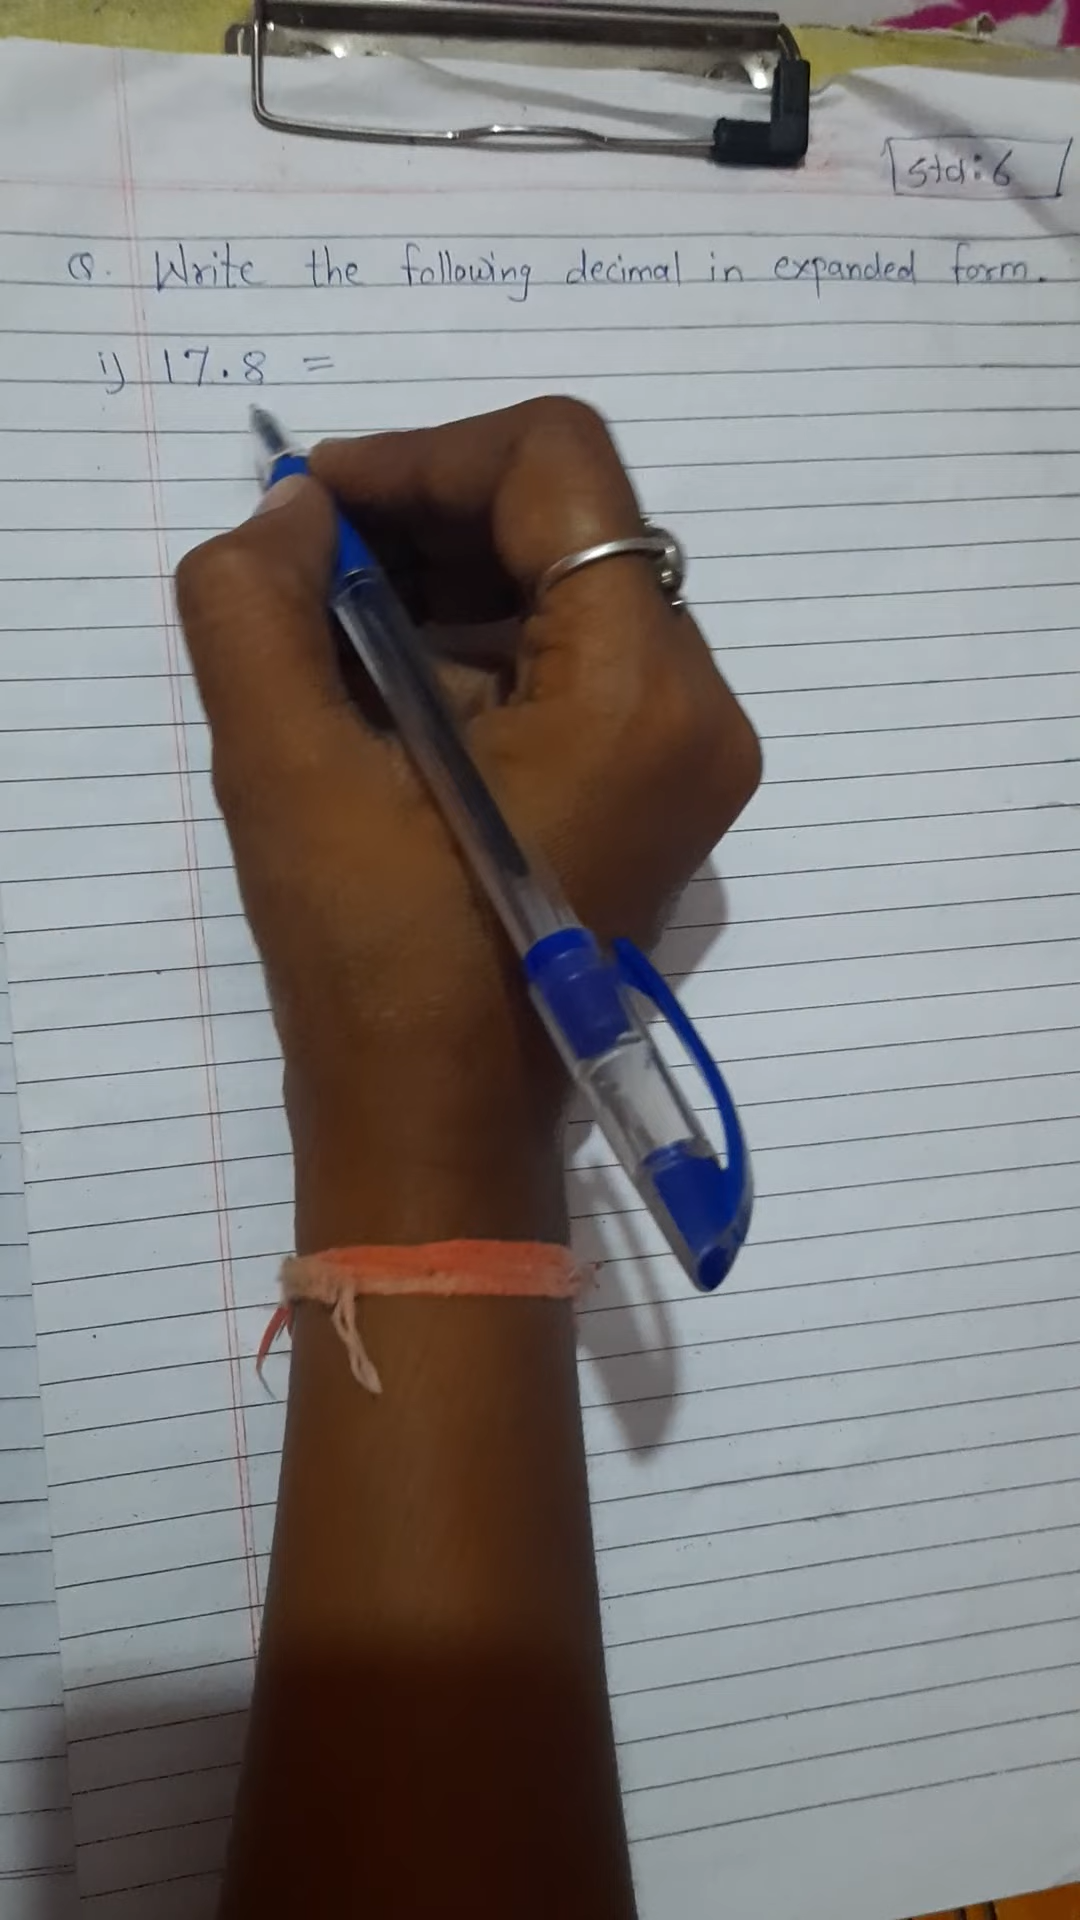 Std: 6
Q. Write the following decimal in expanded form.
i) 17.8 =